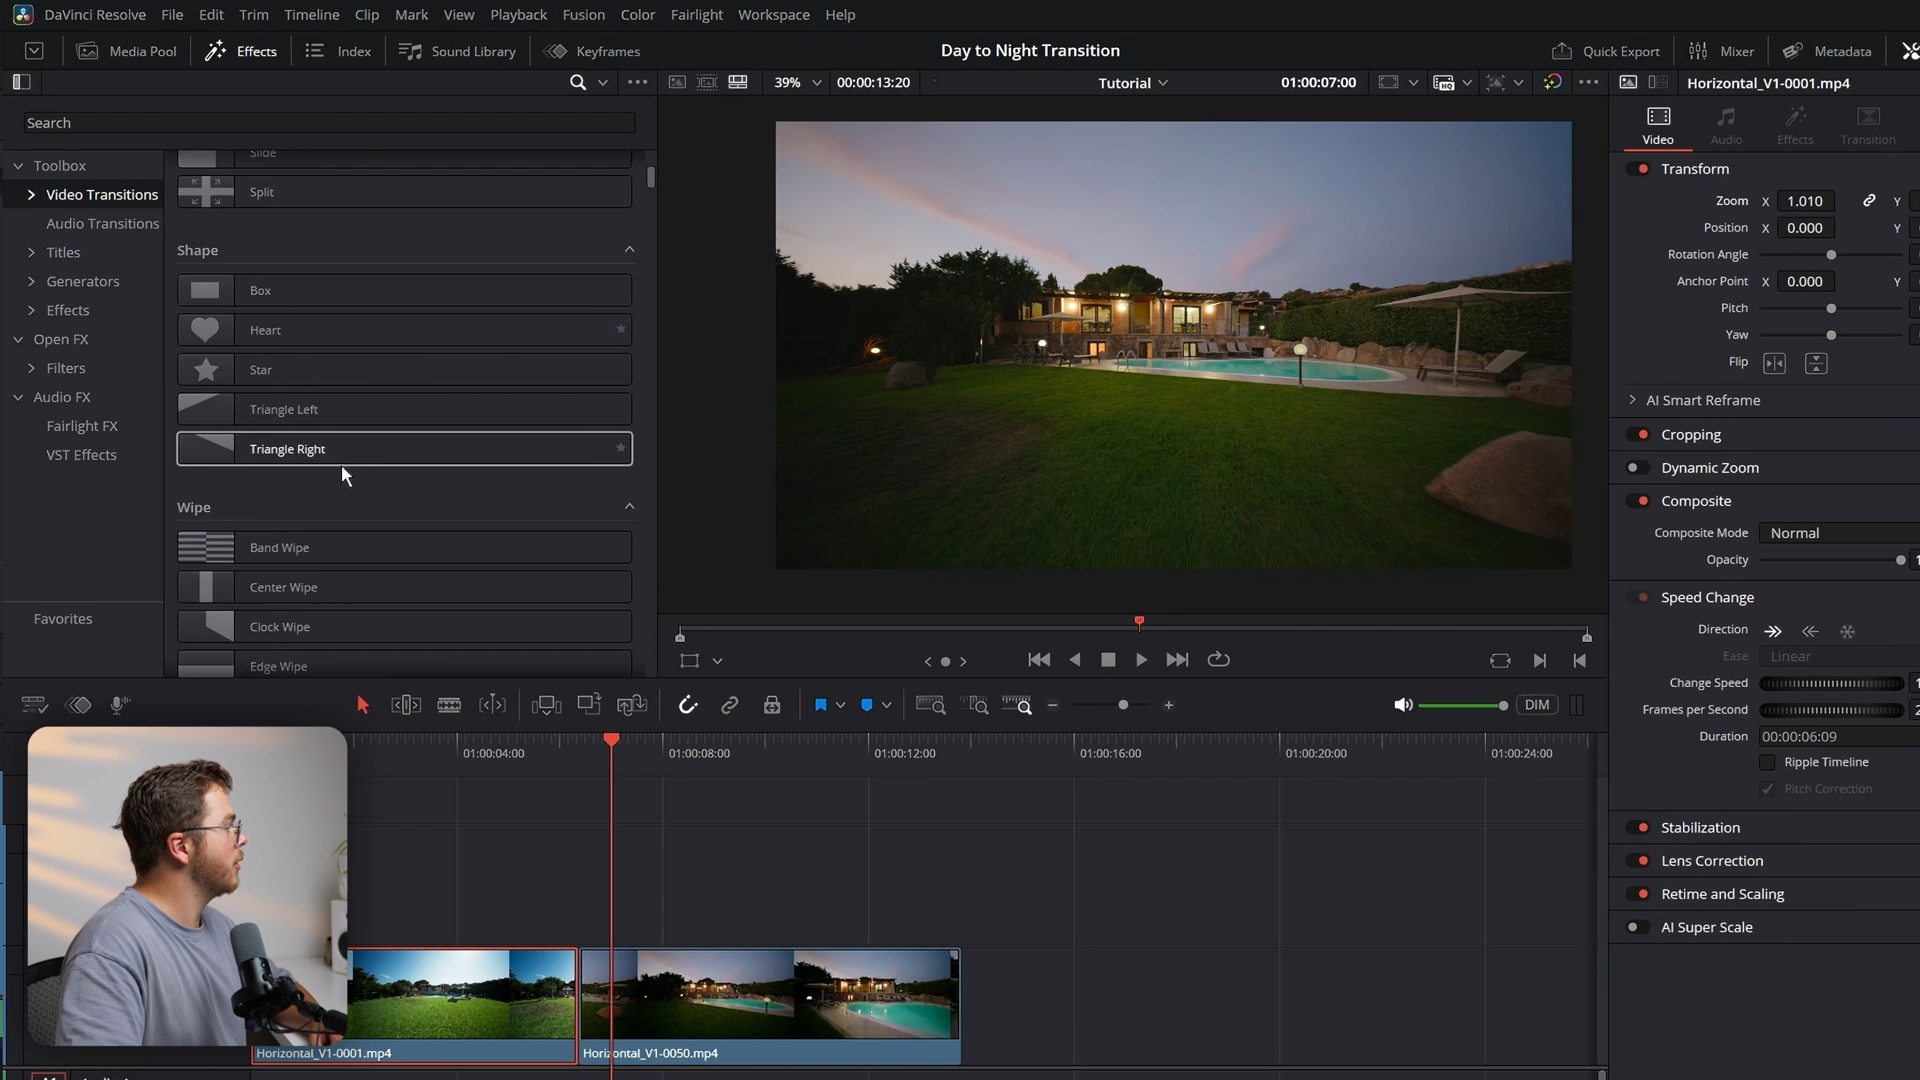 DaVinci Resolve File Edit Trim Timeline Clip Mark View Playback Fusion Color Fairlight Workspace Help
Media Pool Effects Index Sound Library Keyframes Day to Night Transition Quick Export Mixer Metadata
39% 00:00:13:20 Tutorial 01:00:07:00 Horizontal_V1-0001.mp4
Search
Toolbox
Video Transitions
Audio Transitions
Titles
Generators
Effects
Open FX
Filters
Audio FX
Fairlight FX
VST Effects
Favorites
Slide
Split
Shape
Box
Heart
Star
Triangle Left
Triangle Right
Wipe
Band Wipe
Center Wipe
Clock Wipe
Edge Wipe
Video Audio Effects Transition
Transform
Zoom X 1.010 Y
Position X 0.000 Y
Rotation Angle
Anchor Point X 0.000 Y
Pitch
Yaw
Flip
AI Smart Reframe
Cropping
Dynamic Zoom
Composite
Composite Mode Normal
Opacity
Speed Change
Direction
Ease Linear
Change Speed
Frames per Second
Duration 00:00:06:09
Ripple Timeline
Pitch Correction
Stabilization
Lens Correction
Retime and Scaling
AI Super Scale
DIM
01:00:04:00 01:00:08:00 01:00:12:00 01:00:16:00 01:00:20:00 01:00:24:00
Horizontal_V1-0001.mp4 Horizontal_V1-0050.mp4